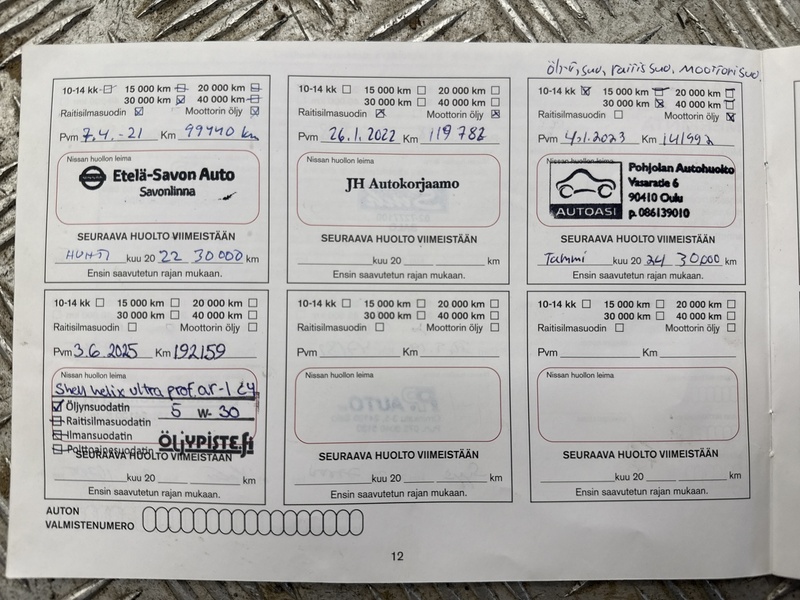 öljy, suo, raitissuo, moottorisuo.
10-14 kk 15 000 km 20 000 km
30 000 km 40 000 km
Raitisilmasuodin Moottorin öljy
Pvm 7.4.-21 Km 99440 km
Nissan huollon leima
Etelä-Savon Auto
Savonlinna
SEURAAVA HUOLTO VIIMEISTÄÄN
HUHTI kuu 20 22 30 000 km
Ensin saavutetun rajan mukaan.
10-14 kk 15 000 km 20 000 km
30 000 km 40 000 km
Raitisilmasuodin Moottorin öljy
Pvm 26.1.2022 Km 119 782
Nissan huollon leima
JH Autokorjaamo
SEURAAVA HUOLTO VIIMEISTÄÄN
kuu 20 km
Ensin saavutetun rajan mukaan.
10-14 kk 15 000 km 20 000 km
30 000 km 40 000 km
Raitisilmasuodin Moottorin öljy
Pvm 4.1.2023 Km 141992
Nissan huollon leima
AUTOASI
Pohjolan Autohuolto
Vasaratie 6
90410 Oulu
p. 086139010
SEURAAVA HUOLTO VIIMEISTÄÄN
Tammi kuu 20 24 30000 km
Ensin saavutetun rajan mukaan.
10-14 kk 15 000 km 20 000 km
30 000 km 40 000 km
Raitisilmasuodin Moottorin öljy
Pvm 3.6.2025 Km 192159
Nissan huollon leima
Shell helix ultra prof. ar-l
Öljynsuodatin 5 W- 30
Raitisilmasuodatin
Ilmansuodatin
Polttoainesuodatin ÖLJYPISTE.fi
SEURAAVA HUOLTO VIIMEISTÄÄN
kuu 20 km
Ensin saavutetun rajan mukaan.
10-14 kk 15 000 km 20 000 km
30 000 km 40 000 km
Raitisilmasuodin Moottorin öljy
Pvm Km
Nissan huollon leima
SEURAAVA HUOLTO VIIMEISTÄÄN
kuu 20 km
Ensin saavutetun rajan mukaan.
10-14 kk 15 000 km 20 000 km
30 000 km 40 000 km
Raitisilmasuodin Moottorin öljy
Pvm Km
Nissan huollon leima
SEURAAVA HUOLTO VIIMEISTÄÄN
kuu 20 km
Ensin saavutetun rajan mukaan.
AUTON
VALMISTENUMERO
12